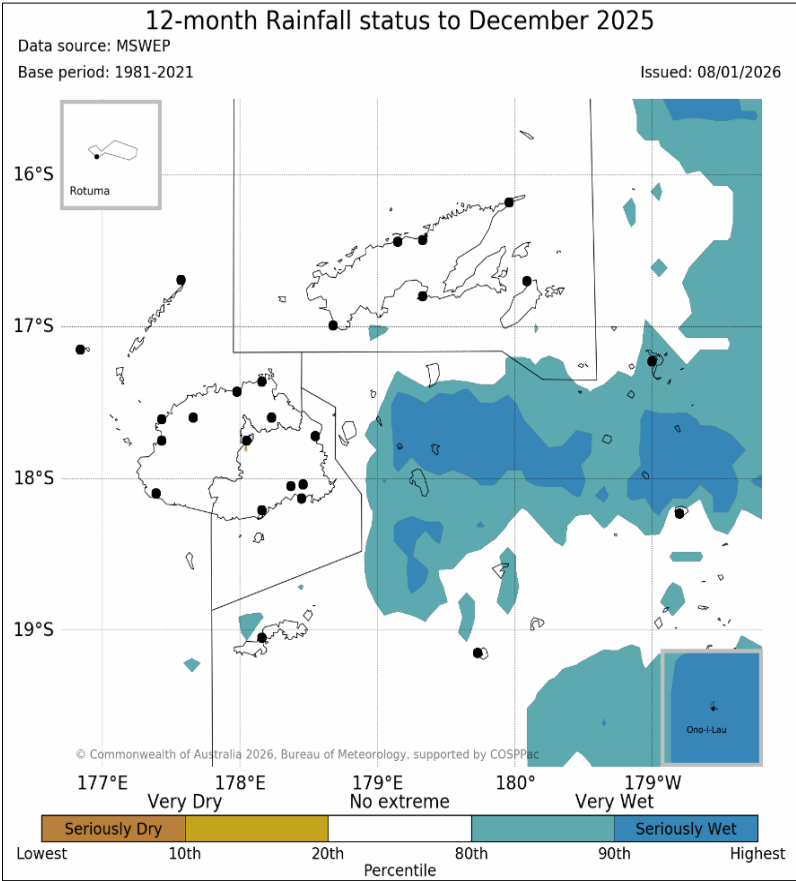 12-month Rainfall status to December 2025
Data source: MSWEP
Base period: 1981-2021
Issued: 08/01/2026
Rotuma
16°S
17°S
18°S
19°S
Ono-i-Lau
© Commonwealth of Australia 2026, Bureau of Meteorology, supported by COSPPac
177°E 178°E 179°E 180° 179°W
Very Dry No extreme Very Wet
Seriously Dry Seriously Wet
Lowest 10th 20th 80th 90th Highest
Percentile